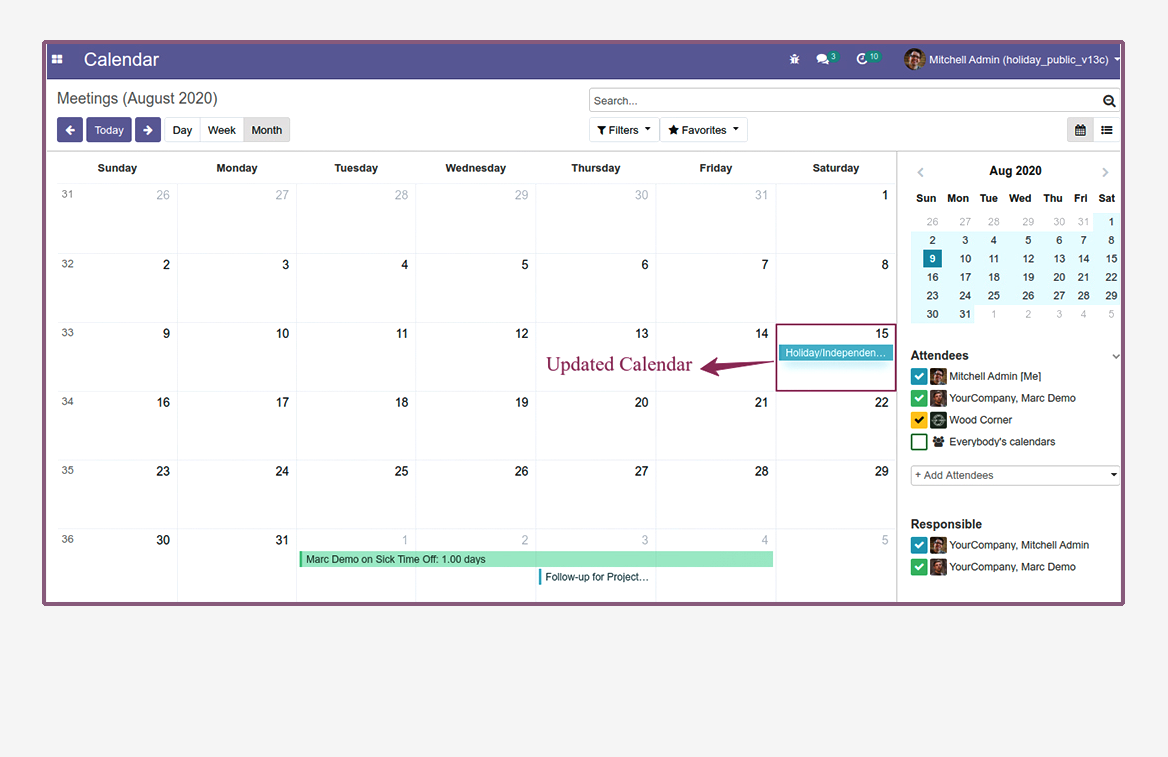 Calendar 3 10 Mitchell Admin (holiday_public_v13c)
Meetings (August 2020) Search...
Today Day Week Month Filters Favorites
Sunday Monday Tuesday Wednesday Thursday Friday Saturday
31 26 27 28 29 30 31 1
32 2 3 4 5 6 7 8
33 9 10 11 12 13 14 15
Holiday/Independen...
Updated Calendar
34 16 17 18 19 20 21 22
35 23 24 25 26 27 28 29
36 30 31 1 2 3 4 5
Marc Demo on Sick Time Off: 1.00 days
Follow-up for Project...
Aug 2020
Sun Mon Tue Wed Thu Fri Sat
26 27 28 29 30 31 1
2 3 4 5 6 7 8
9 10 11 12 13 14 15
16 17 18 19 20 21 22
23 24 25 26 27 28 29
30 31 1 2 3 4 5
Attendees
Mitchell Admin [Me]
YourCompany, Marc Demo
Wood Corner
Everybody's calendars
+ Add Attendees
Responsible
YourCompany, Mitchell Admin
YourCompany, Marc Demo